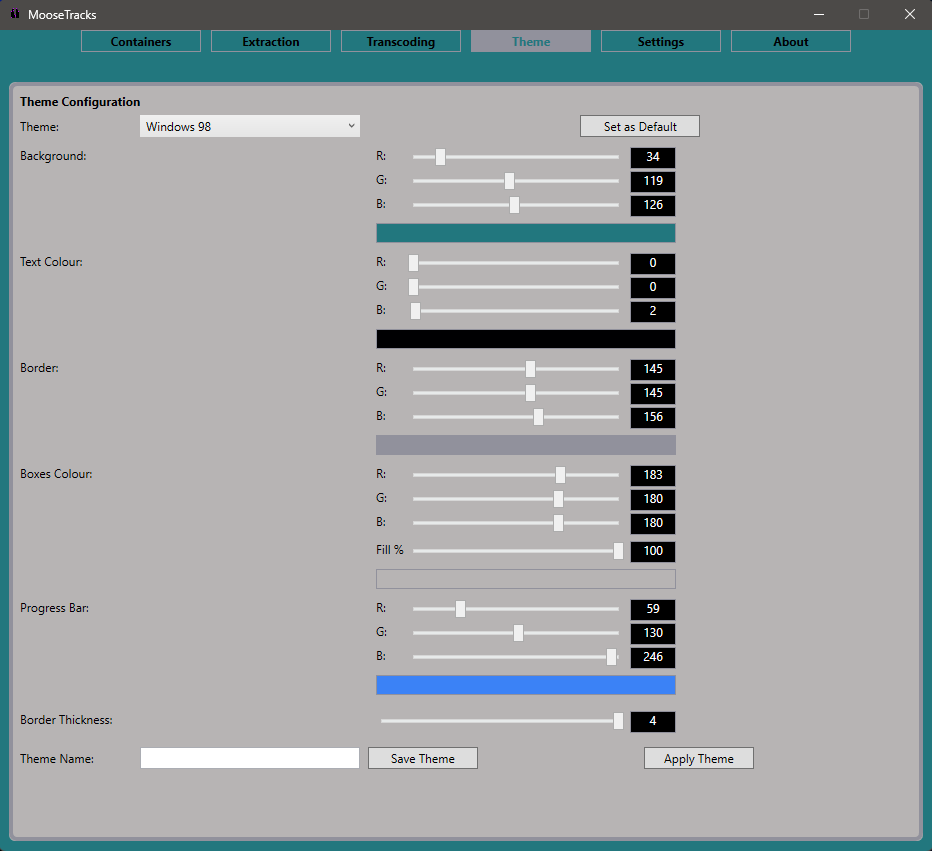 MooseTracks
Containers Extraction Transcoding Theme Settings About
Theme Configuration
Theme: Windows 98 Set as Default
Background: R: 34
G: 119
B: 126
Text Colour: R: 0
G: 0
B: 2
Border: R: 145
G: 145
B: 156
Boxes Colour: R: 183
G: 180
B: 180
Fill % 100
Progress Bar: R: 59
G: 130
B: 246
Border Thickness: 4
Theme Name: Save Theme Apply Theme